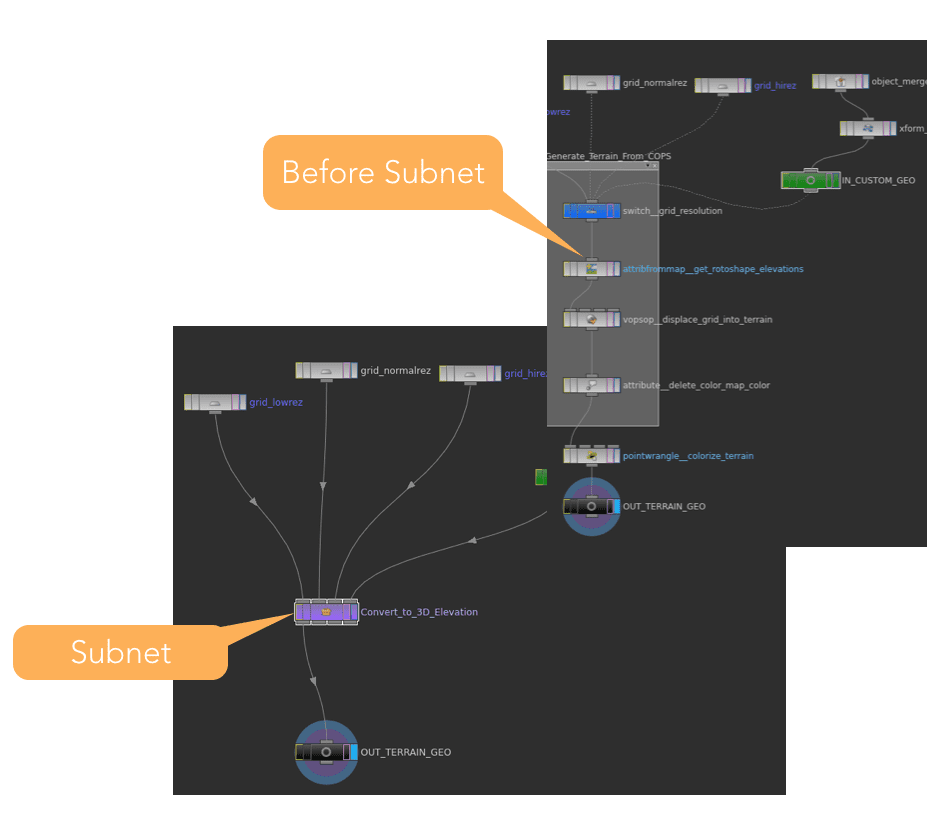 grid_normalrez
grid_hirez
object_merge
owrez
xform_
Generate_Terrain_From_COPS
IN_CUSTOM_GEO
Before Subnet
switch__grid_resolution
attribfrommap__get_rotoshape_elevations
vopsop__displace_grid_into_terrain
attribute__delete_color_map_color
pointwrangle__colorize_terrain
OUT_TERRAIN_GEO
grid_normalrez
grid_hirez
grid_lowrez
Convert_to_3D_Elevation
Subnet
OUT_TERRAIN_GEO